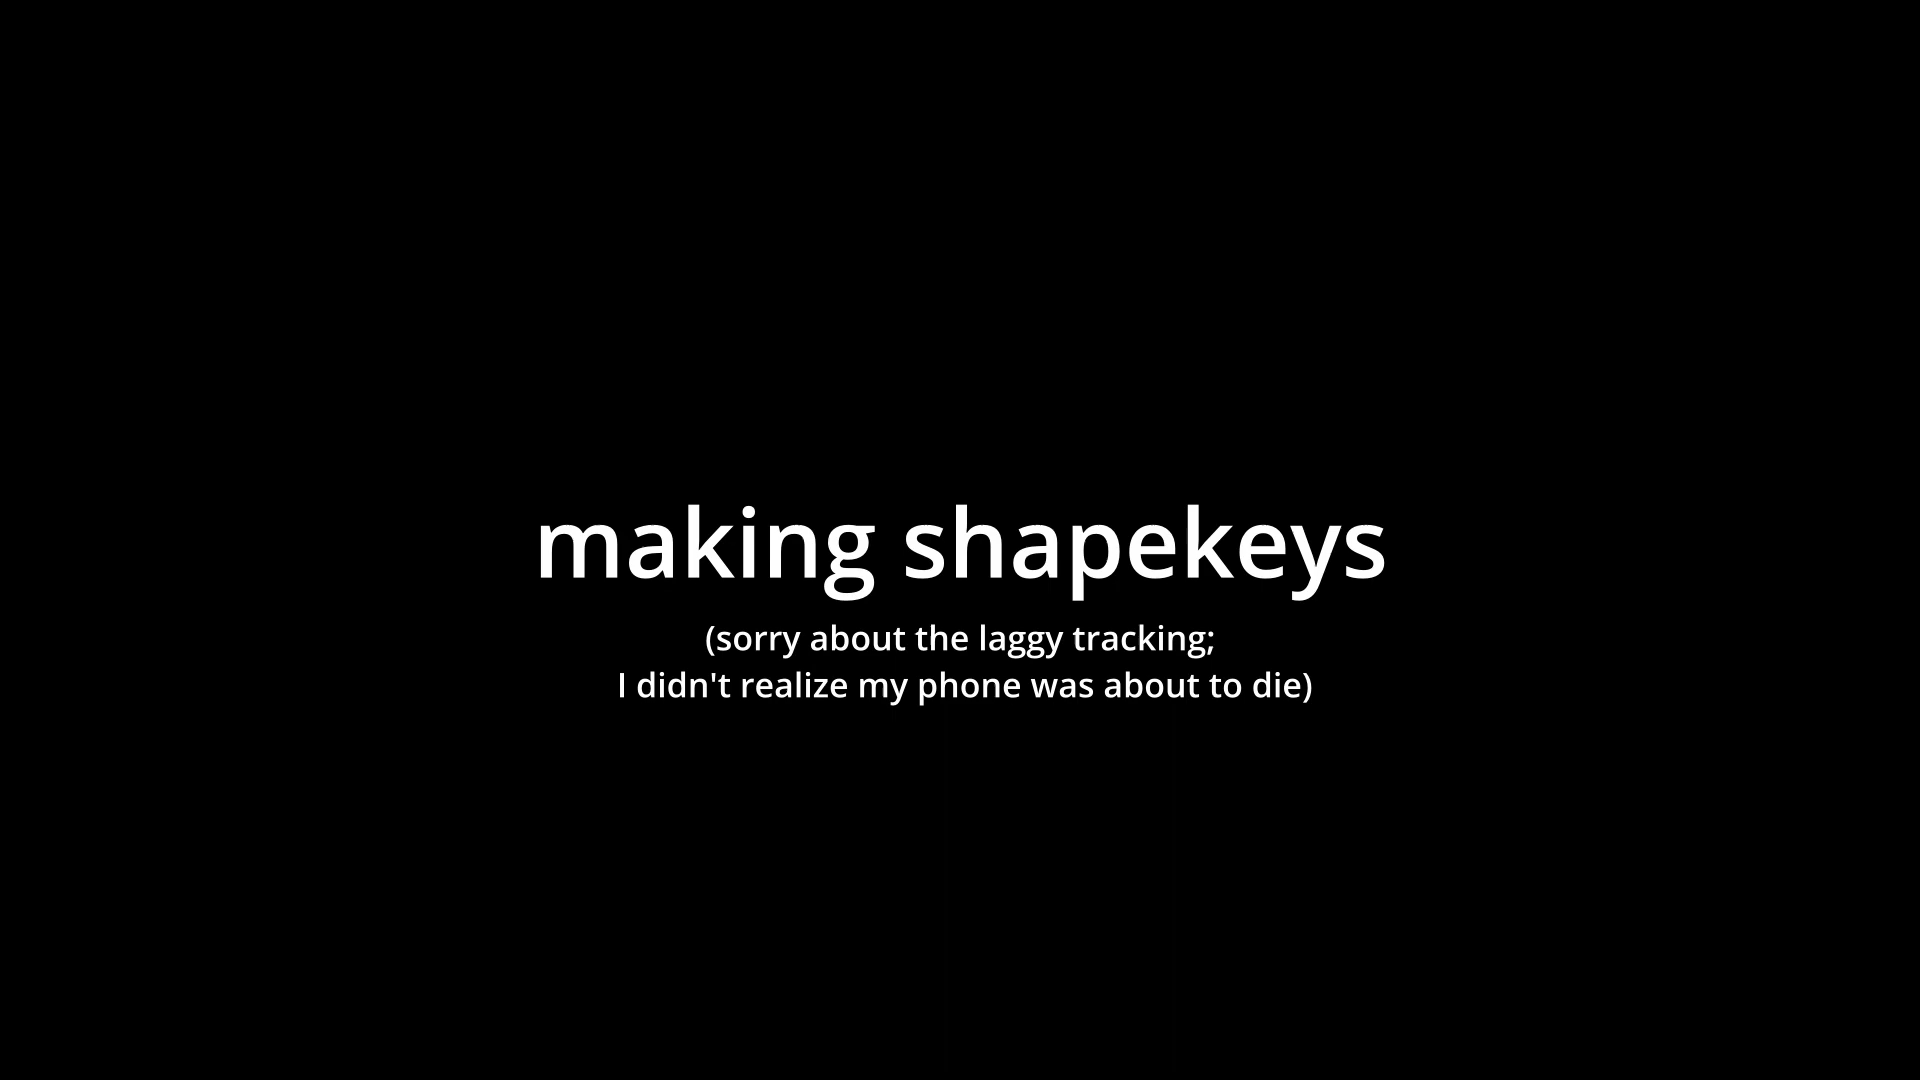 making shapekeys
(sorry about the laggy tracking;
I didn't realize my phone was about to die)